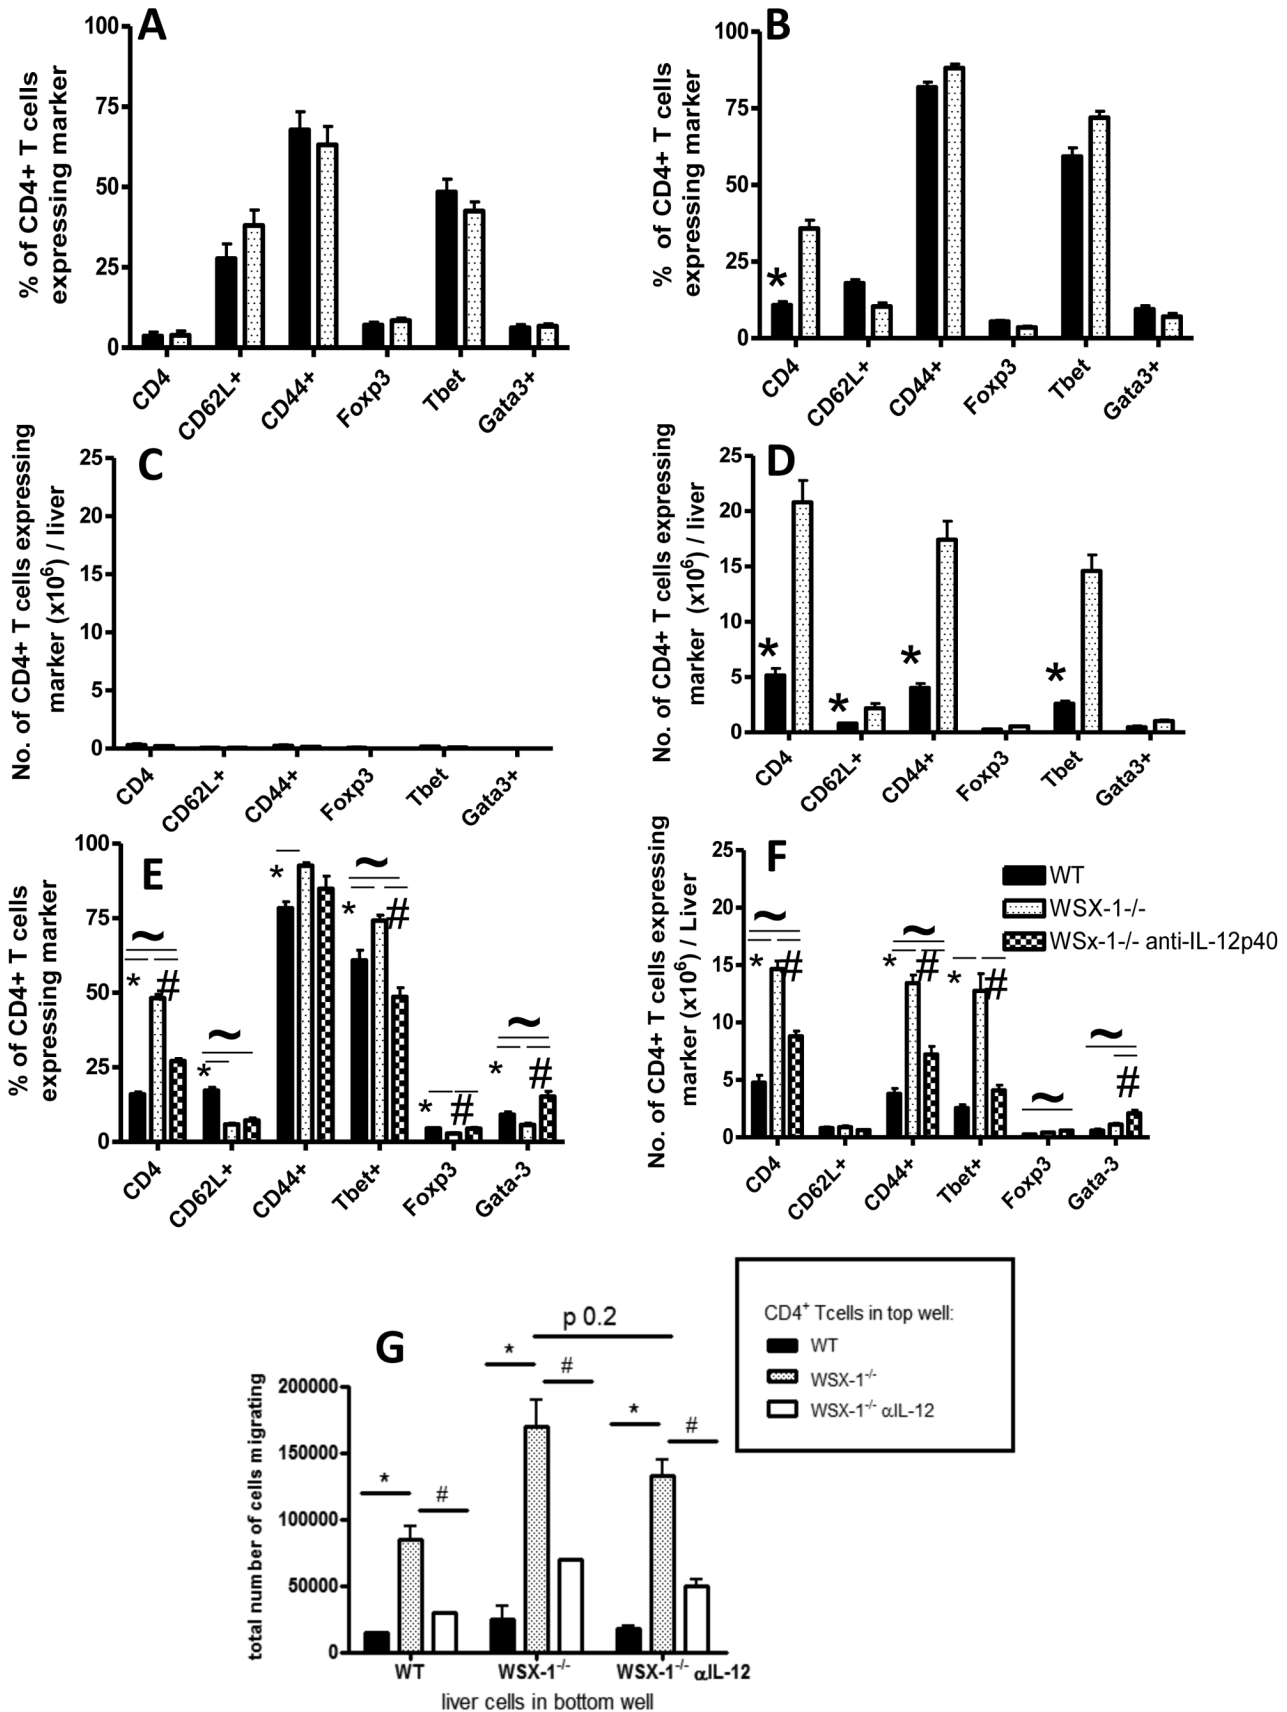 A
% of CD4+ T cells
expressing marker
100
75
50
25
0
CD4
CD62L+
CD44+
Foxp3
Tbet
Gata3+
B
% of CD4+ T cells
expressing marker
100
75
50
25
0
*
CD4
CD62L+
CD44+
Foxp3
Tbet
Gata3+
C
No. of CD4+ T cells expressing
marker (x10⁶) / liver
25
20
15
10
5
0
CD4
CD62L+
CD44+
Foxp3
Tbet
Gata3+
D
No. of CD4+ T cells expressing
marker (x10⁶) / liver
25
20
15
10
5
0
* * * *
CD4
CD62L+
CD44+
Foxp3
Tbet
Gata3+
E
% of CD4+ T cells
expressing marker
100
75
50
25
0
~ * #
~ *
*
~ * #
* #
~ * #
CD4
CD62L+
CD44+
Tbet+
Foxp3
Gata-3
F
No. of CD4+ T cells expressing
marker (x10⁶) / Liver
25
20
15
10
5
0
WT
WSX-1-/-
WSx-1-/- anti-IL-12p40
~ * #
~ * #
* #
~
~ #
CD4
CD62L+
CD44+
Tbet+
Foxp3
Gata-3
G
total number of cells migrating
200000
150000
100000
50000
0
p 0.2
* #
* #
* #
WT
WSX-1⁻/⁻
WSX-1⁻/⁻ αIL-12
liver cells in bottom well
CD4⁺ Tcells in top well:
WT
WSX-1⁻/⁻
WSX-1⁻/⁻ αIL-12